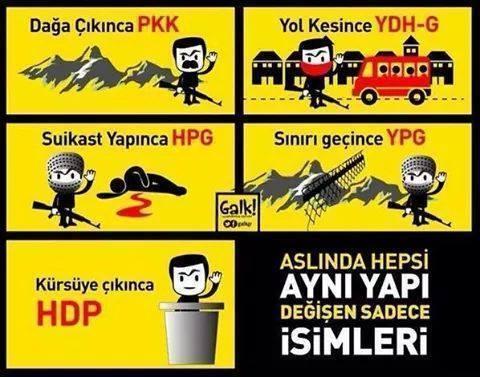 Dağa Çıkınca PKK
Yol Kesince YDH-G
Suikast Yapınca HPG
Sınırı geçince YPG
Galk!
Kürsüye çıkınca
HDP
ASLINDA HEPSİ
AYNI YAPI
DEĞİŞEN SADECE
İSİMLERİ